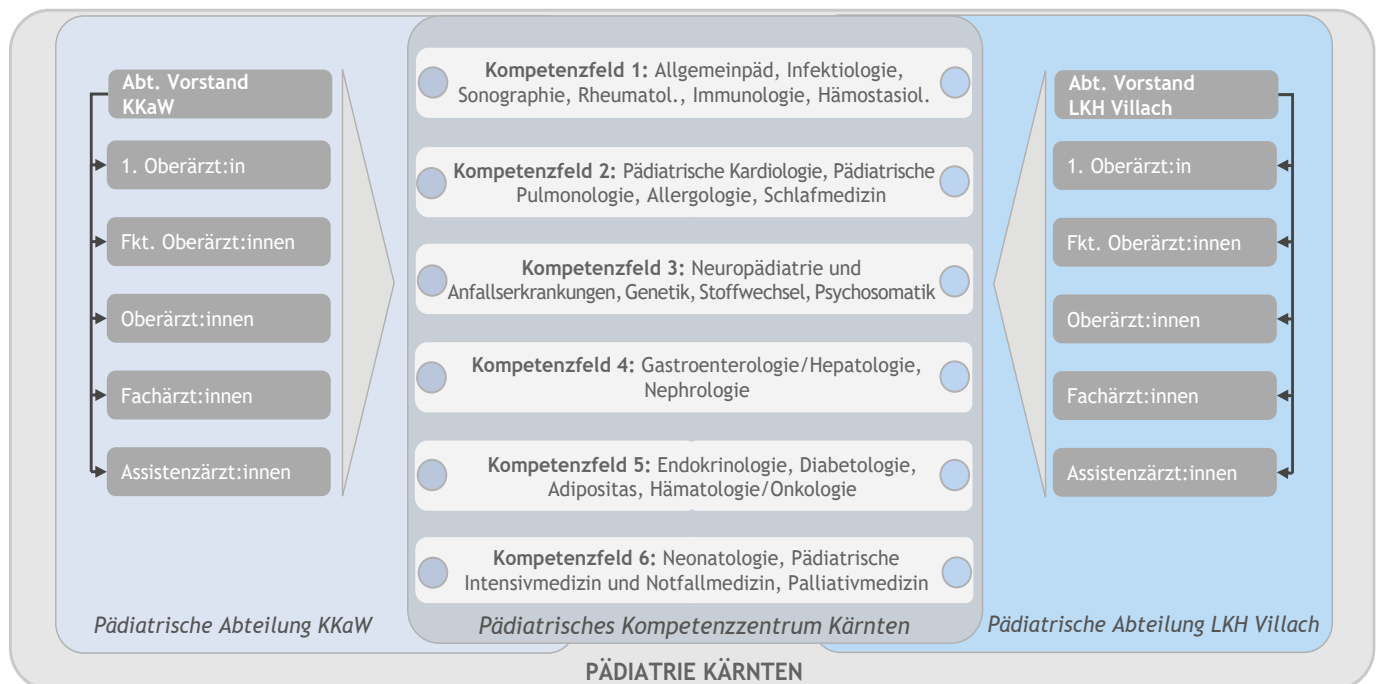 Abt. Vorstand
KKaW
1. Oberärzt:in
Fkt. Oberärzt:innen
Oberärzt:innen
Fachärzt:innen
Assistenzärzt:innen
Pädiatrische Abteilung KKaW
Kompetenzfeld 1: Allgemeinpäd, Infektiologie,
Sonographie, Rheumatol., Immunologie, Hämostasiol.
Kompetenzfeld 2: Pädiatrische Kardiologie, Pädiatrische
Pulmonologie, Allergologie, Schlafmedizin
Kompetenzfeld 3: Neuropädiatrie und
Anfallserkrankungen, Genetik, Stoffwechsel, Psychosomatik
Kompetenzfeld 4: Gastroenterologie/Hepatologie,
Nephrologie
Kompetenzfeld 5: Endokrinologie, Diabetologie,
Adipositas, Hämatologie/Onkologie
Kompetenzfeld 6: Neonatologie, Pädiatrische
Intensivmedizin und Notfallmedizin, Palliativmedizin
Pädiatrisches Kompetenzzentrum Kärnten
Abt. Vorstand
LKH Villach
1. Oberärzt:in
Fkt. Oberärzt:innen
Oberärzt:innen
Fachärzt:innen
Assistenzärzt:innen
Pädiatrische Abteilung LKH Villach
PÄDIATRIE KÄRNTEN